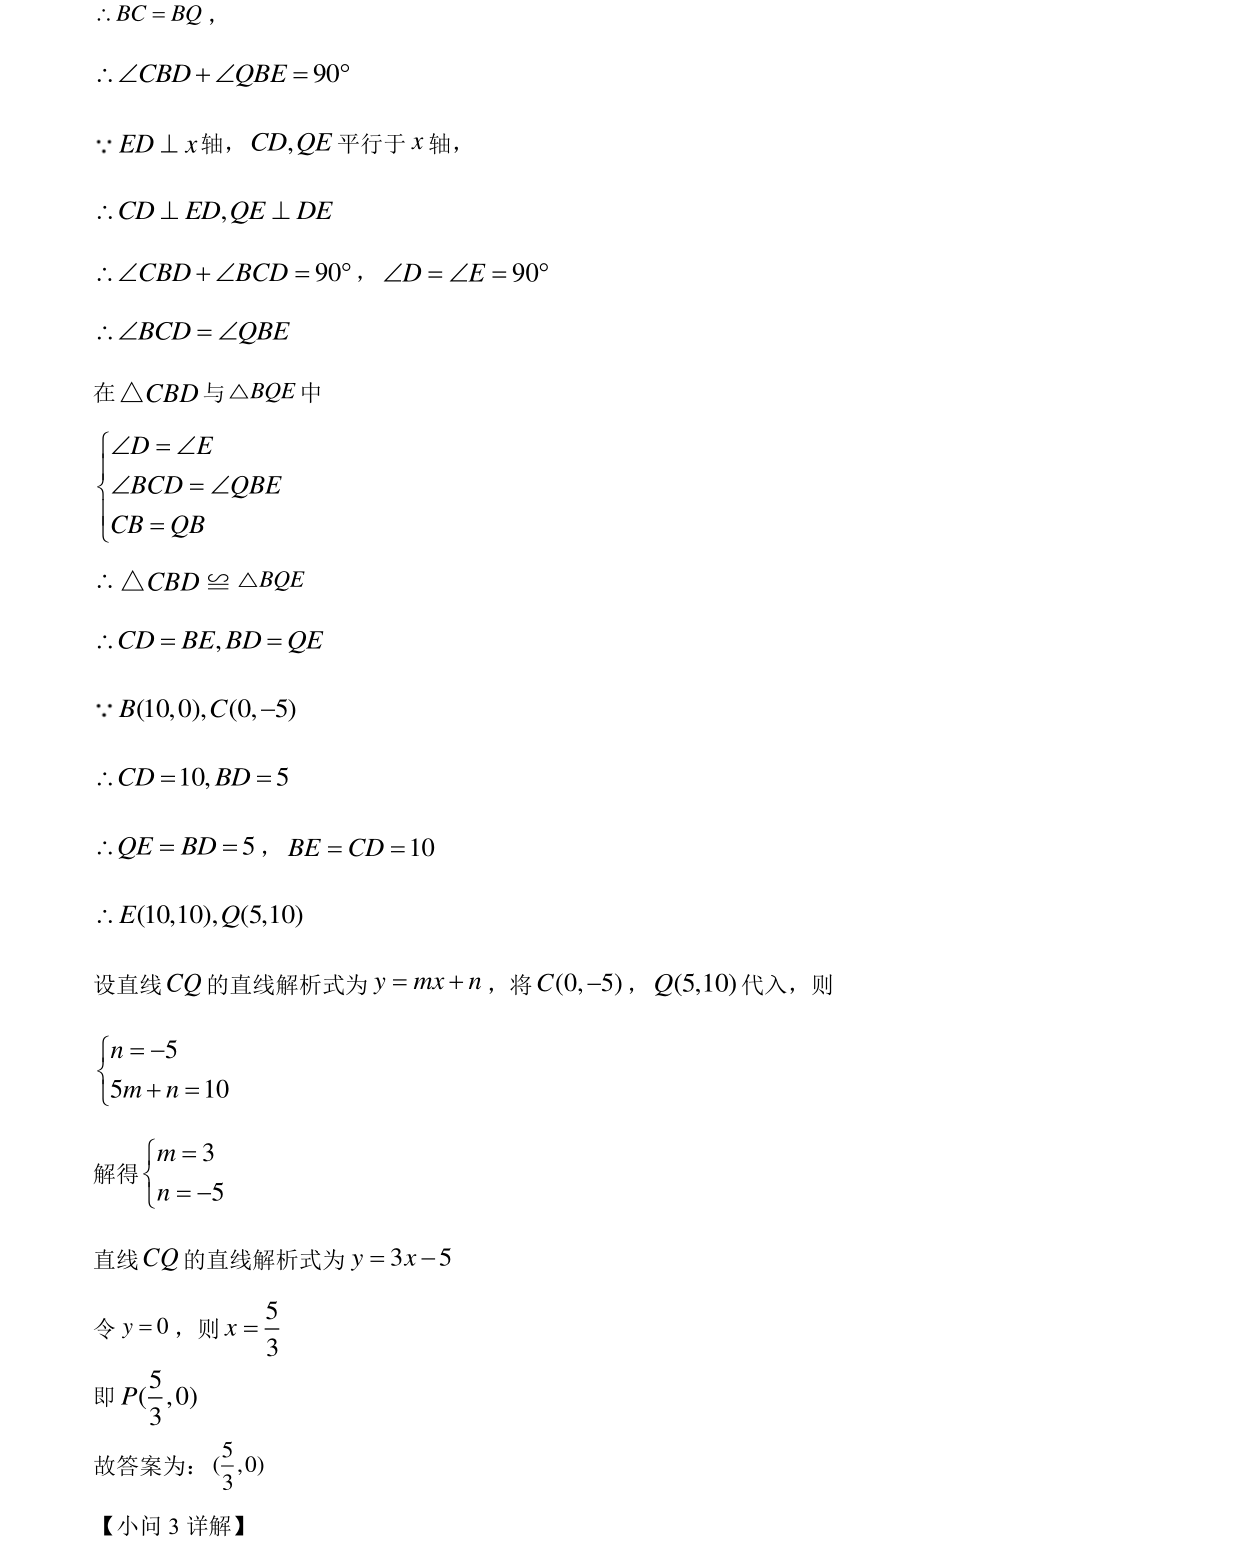 ∴BC = BQ，
∴∠CBD + ∠QBE = 90°
∵ED ⊥ x轴，CD, QE 平行于 x 轴，
∴CD ⊥ ED, QE ⊥ DE
∴∠CBD + ∠BCD = 90°，∠D = ∠E = 90°
∴∠BCD = ∠QBE
在 △CBD 与 △BQE 中
{∠D = ∠E
∠BCD = ∠QBE
CB = QB
∴ △CBD ≌ △BQE
∴CD = BE, BD = QE
∵B(10,0), C(0,−5)
∴CD = 10, BD = 5
∴QE = BD = 5，BE = CD = 10
∴E(10,10), Q(5,10)
设直线 CQ 的直线解析式为 y = mx + n，将 C(0,−5)，Q(5,10) 代入，则
{n = −5
5m + n = 10
解得 {m = 3
n = −5
直线 CQ 的直线解析式为 y = 3x − 5
令 y = 0，则 x = 5/3
即 P(5/3,0)
故答案为：(5/3,0)
【小问 3 详解】